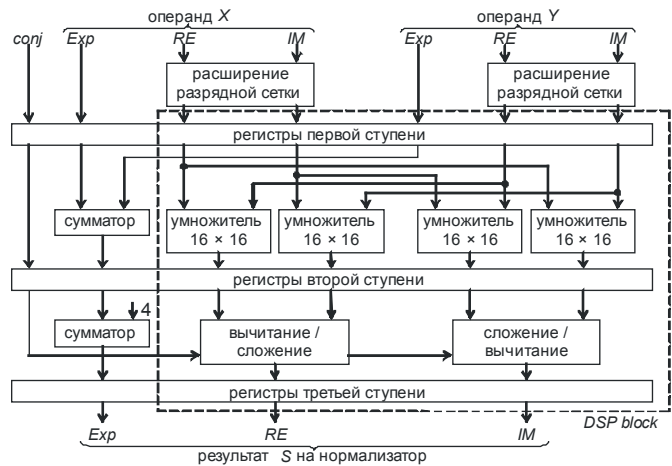 операнд X операнд Y
conj Exp RE IM Exp RE IM
расширение разрядной сетки
расширение разрядной сетки
регистры первой ступени
сумматор
умножитель 16 × 16
умножитель 16 × 16
умножитель 16 × 16
умножитель 16 × 16
регистры второй ступени
4
сумматор
вычитание / сложение
сложение / вычитание
регистры третьей ступени
DSP block
Exp RE IM
результат S на нормализатор